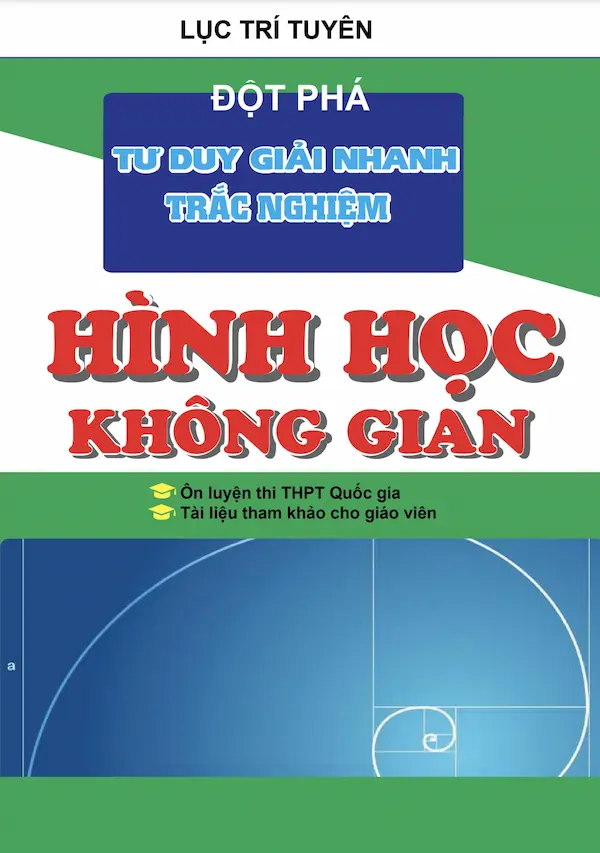 LỤC TRÍ TUYÊN
ĐỘT PHÁ
TƯ DUY GIẢI NHANH
TRẮC NGHIỆM
HÌNH HỌC
KHÔNG GIAN
Ôn luyện thi THPT Quốc gia
Tài liệu tham khảo cho giáo viên
a